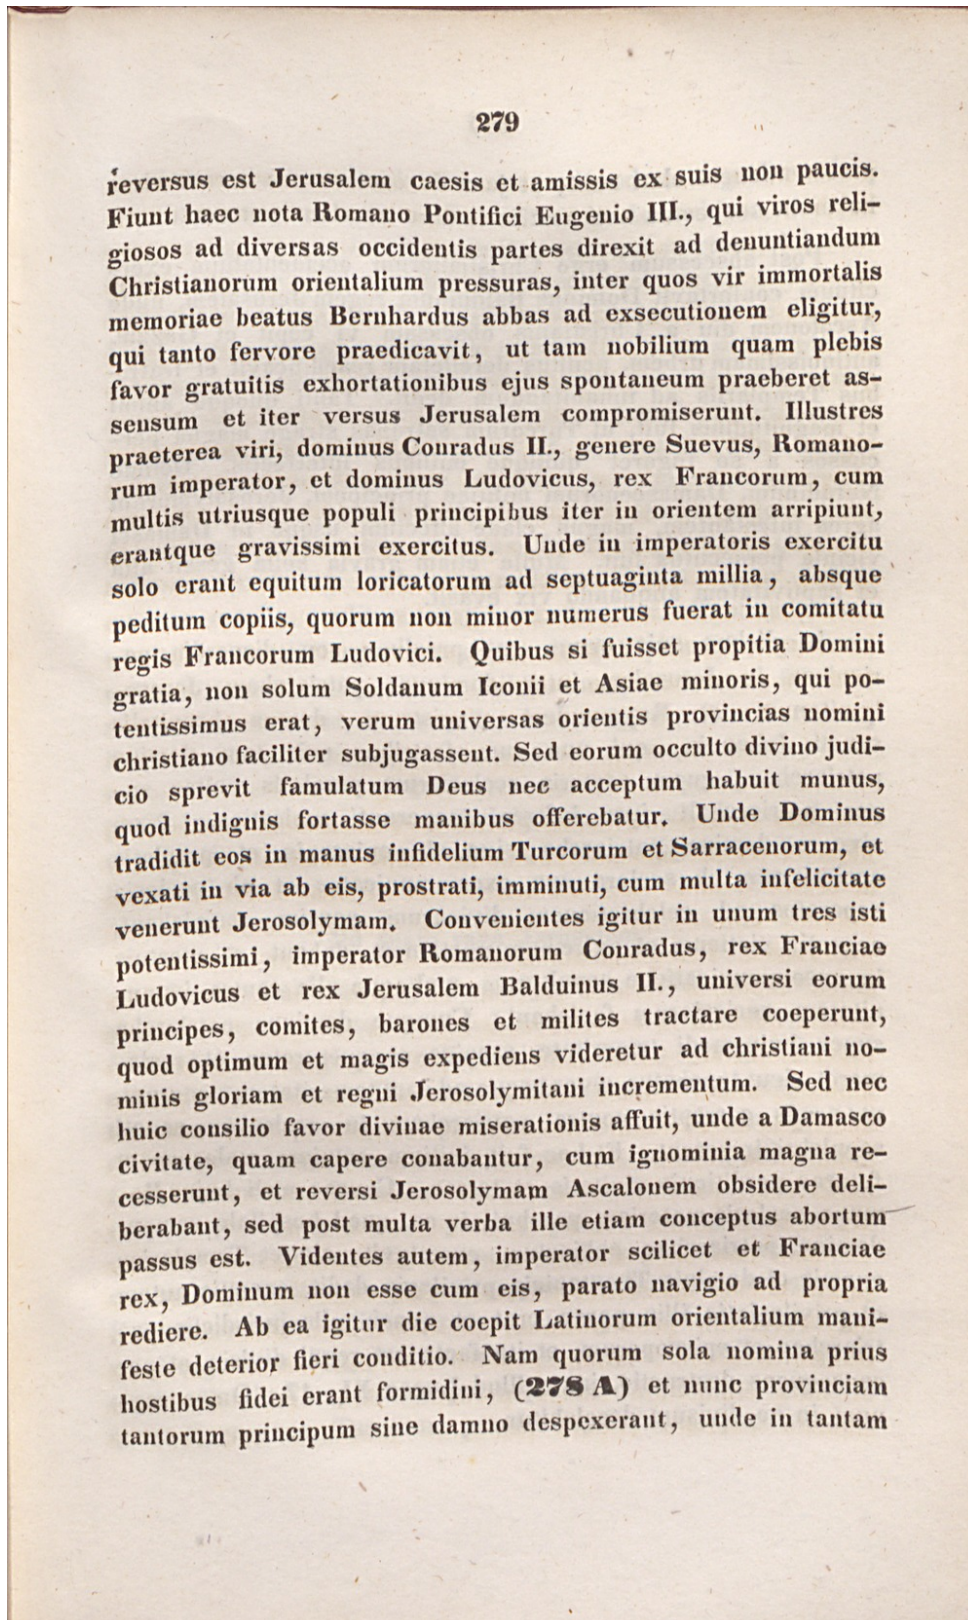 279
reversus est Jerusalem caesis et amissis ex suis non paucis.
Fiunt haec nota Romano Pontifici Eugenio III., qui viros reli-
giosos ad diversas occidentis partes direxit ad denuntiandum
Christianorum orientalium pressuras, inter quos vir immortalis
memoriae beatus Bernhardus abbas ad exsecutionem eligitur,
qui tanto fervore praedicavit, ut tam nobilium quam plebis
favor gratuitis exhortationibus ejus spontaneum praeberet as-
sensum et iter versus Jerusalem compromiserunt. Illustres
praeterea viri, dominus Conradus II., genere Suevus, Romano-
rum imperator, et dominus Ludovicus, rex Francorum, cum
multis utriusque populi principibus iter in orientem arripiunt,
erantque gravissimi exercitus. Unde in imperatoris exercitu
solo erant equitum loricatorum ad septuaginta millia, absque
peditum copiis, quorum non minor numerus fuerat in comitatu
regis Francorum Ludovici. Quibus si fuisset propitia Domini
gratia, non solum Soldanum Iconii et Asiae minoris, qui po-
tentissimus erat, verum universas orientis provincias nomini
christiano faciliter subjugassent. Sed eorum occulto divino judi-
cio sprevit famulatum Deus nec acceptum habuit munus,
quod indignis fortasse manibus offerebatur. Unde Dominus
tradidit eos in manus infidelium Turcorum et Sarracenorum, et
vexati in via ab eis, prostrati, imminuti, cum multa infelicitate
venerunt Jerosolymam. Convenientes igitur in unum tres isti
potentissimi, imperator Romanorum Conradus, rex Franciae
Ludovicus et rex Jerusalem Balduinus II., universi eorum
principes, comites, barones et milites tractare coeperunt,
quod optimum et magis expediens videretur ad christiani no-
minis gloriam et regni Jerosolymitani incrementum. Sed nec
huic consilio favor divinae miserationis affuit, unde a Damasco
civitate, quam capere conabantur, cum ignominia magna re-
cesserunt, et reversi Jerosolymam Ascalonem obsidere deli-
berabant, sed post multa verba ille etiam conceptus abortum
passus est. Videntes autem, imperator scilicet et Franciae
rex, Dominum non esse cum eis, parato navigio ad propria
rediere. Ab ea igitur die coepit Latinorum orientalium mani-
feste deterior fieri conditio. Nam quorum sola nomina prius
hostibus fidei erant formidini, (278 A) et nunc provinciam
tantorum principum sine damno despexerant, unde in tantam